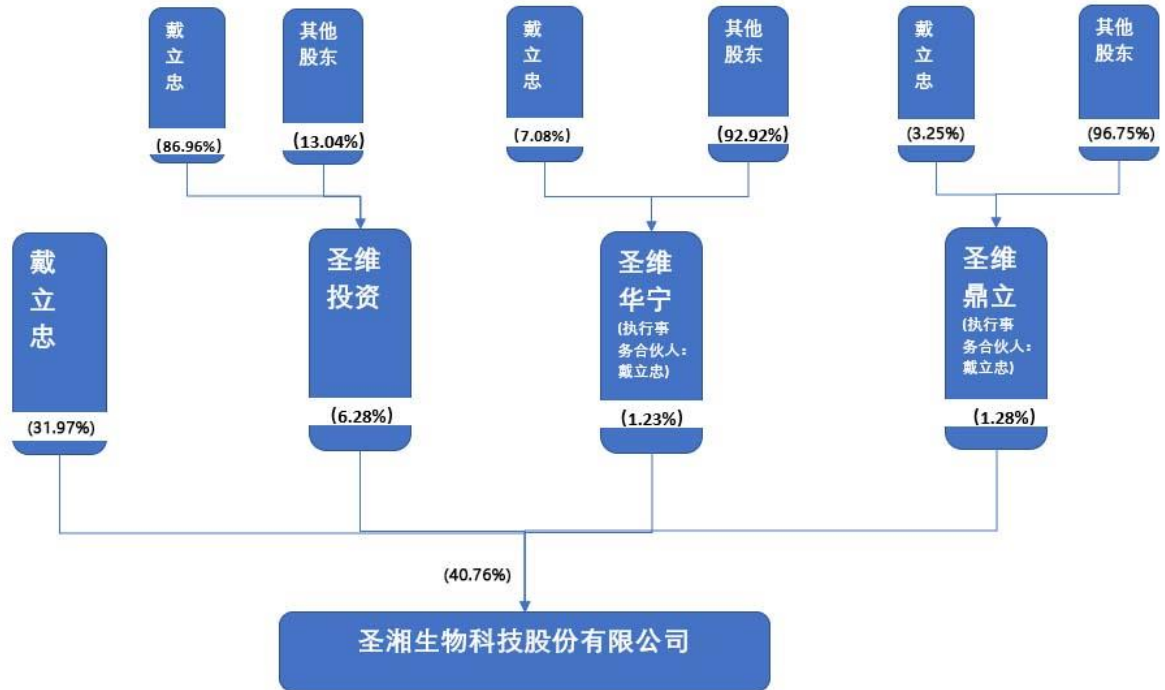 戴
立
忠
(86.96%)
其他
股东
(13.04%)
戴
立
忠
(7.08%)
其他
股东
(92.92%)
戴
立
忠
(3.25%)
其他
股东
(96.75%)
戴
立
忠
(31.97%)
圣维
投资
(6.28%)
圣维
华宁
(执行事
务合伙人：
戴立忠)
(1.23%)
圣维
鼎立
(执行事
务合伙人：
戴立忠)
(1.28%)
(40.76%)
圣湘生物科技股份有限公司